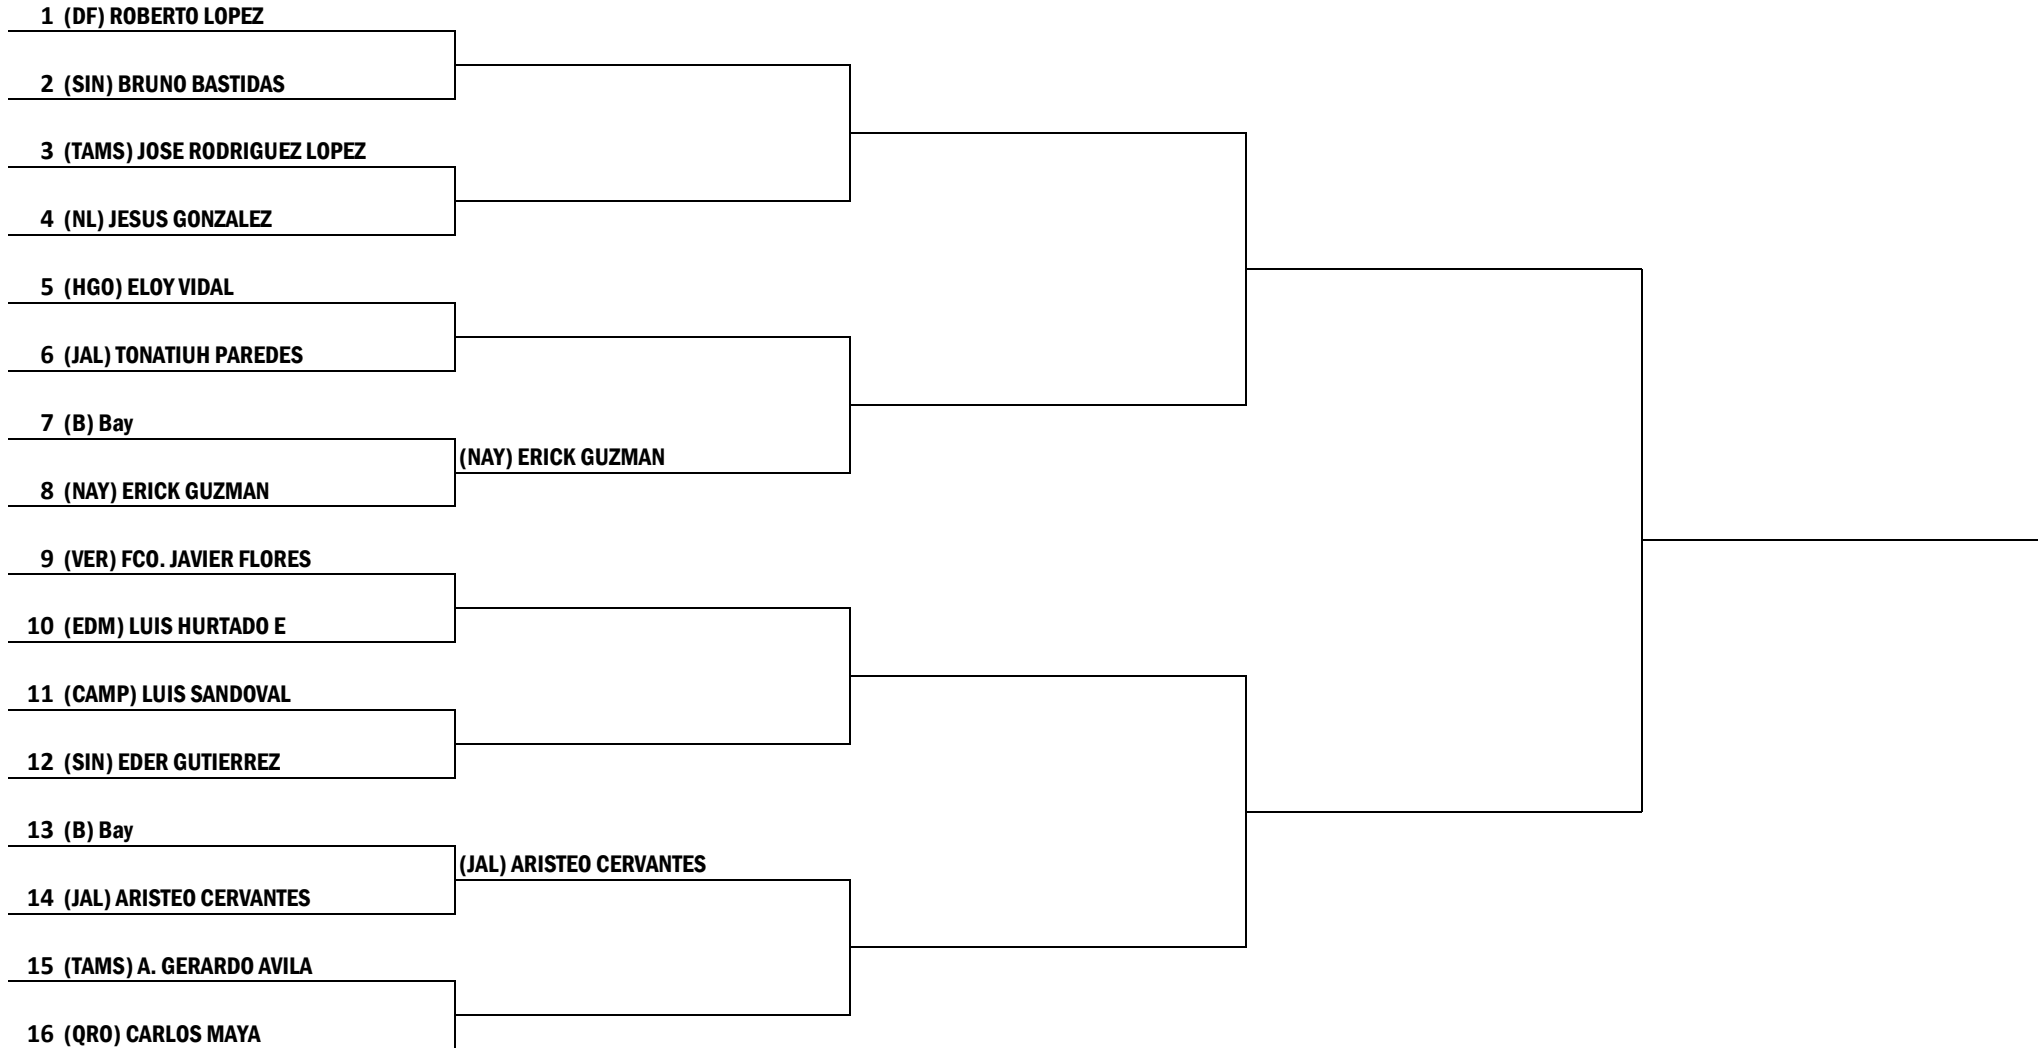 1 (DF) ROBERTO LOPEZ
2 (SIN) BRUNO BASTIDAS
3 (TAMS) JOSE RODRIGUEZ LOPEZ
4 (NL) JESUS GONZALEZ
5 (HGO) ELOY VIDAL
6 (JAL) TONATIUH PAREDES
7 (B) Bay
(NAY) ERICK GUZMAN
8 (NAY) ERICK GUZMAN
9 (VER) FCO. JAVIER FLORES
10 (EDM) LUIS HURTADO E
11 (CAMP) LUIS SANDOVAL
12 (SIN) EDER GUTIERREZ
13 (B) Bay
(JAL) ARISTEO CERVANTES
14 (JAL) ARISTEO CERVANTES
15 (TAMS) A. GERARDO AVILA
16 (QRO) CARLOS MAYA